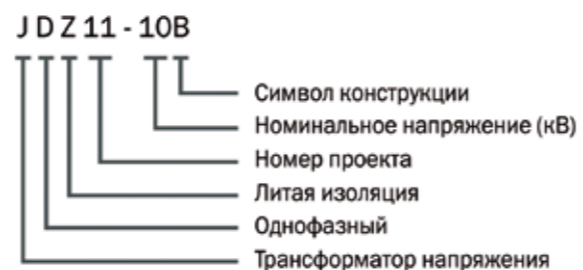 JDZ11-10B
Символ конструкции
Номинальное напряжение (кВ)
Номер проекта
Литая изоляция
Однофазный
Трансформатор напряжения